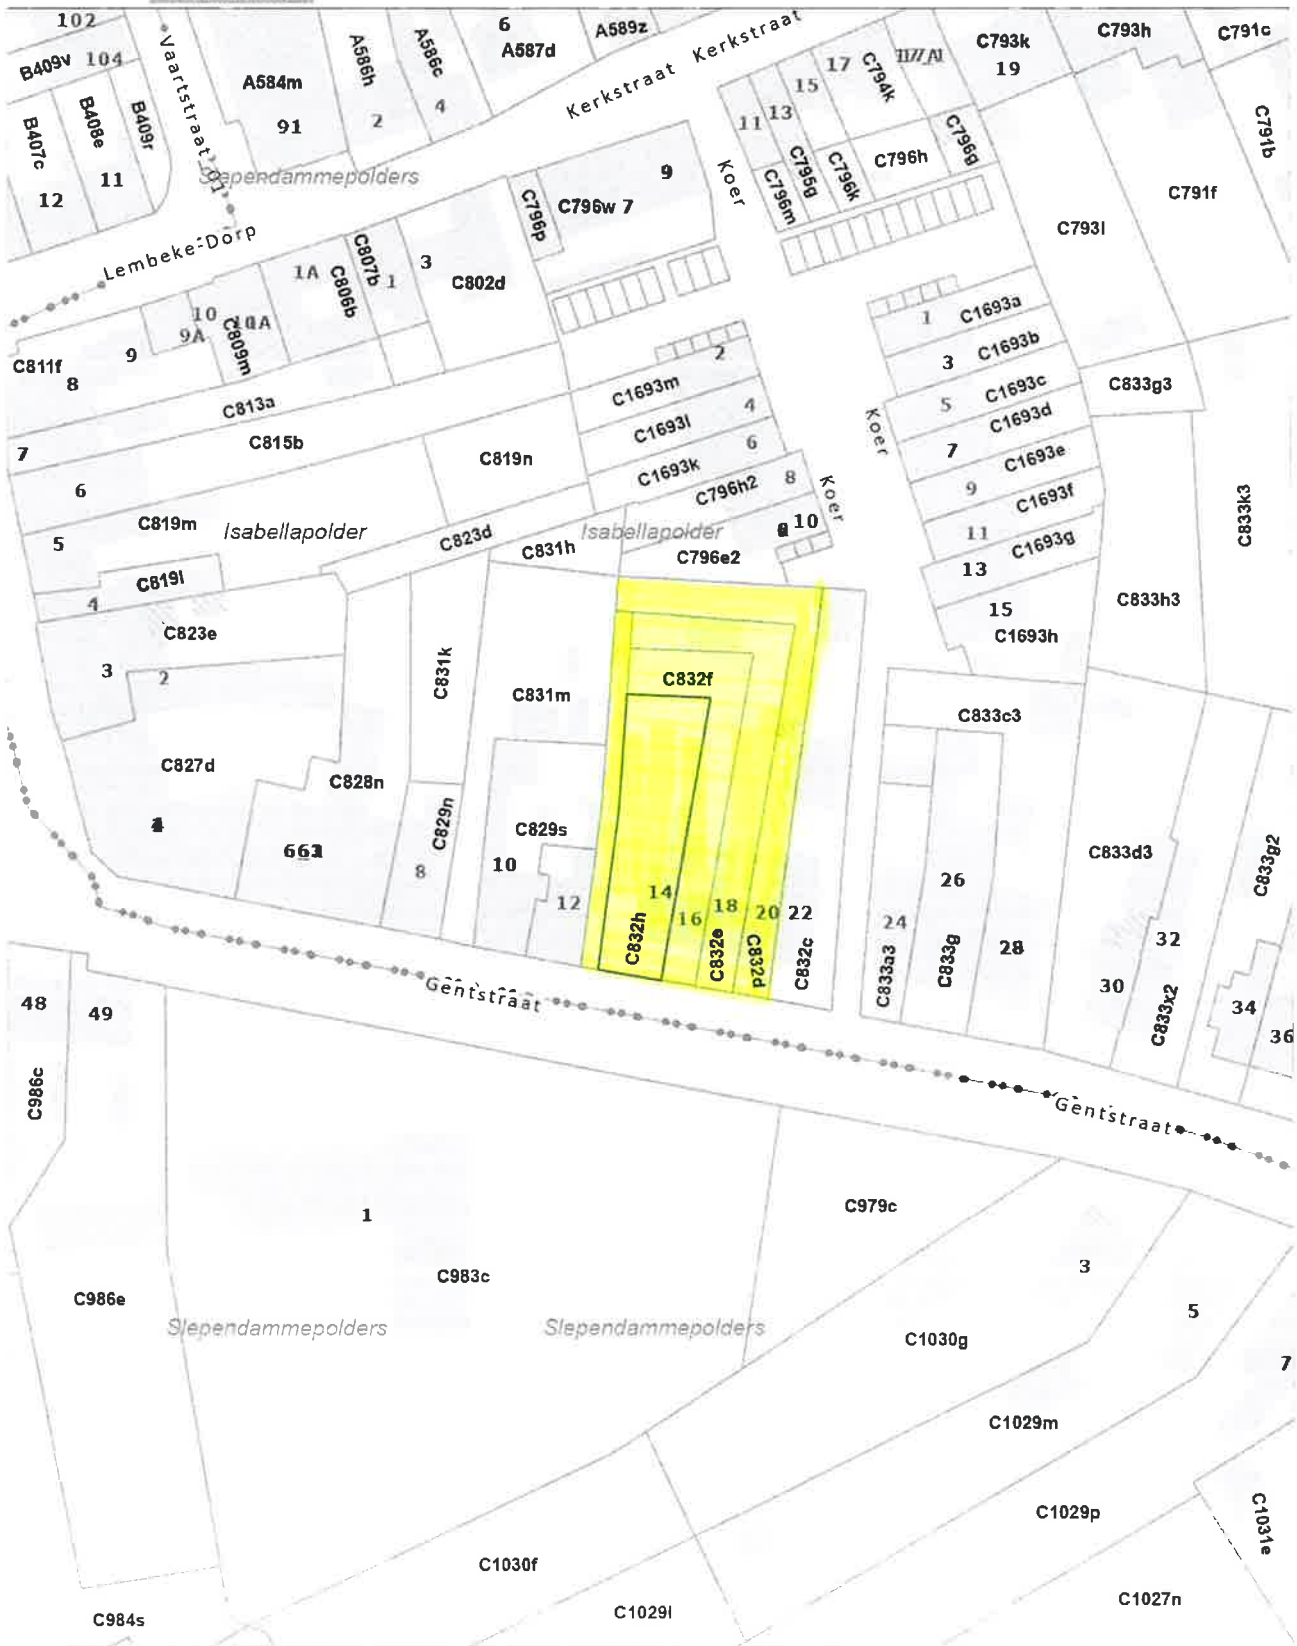 102
B409v 104
Vaartstraat
A584m
91
A586h
2
A586c
4
6
A587d
A589z
Kerkstraat Kerkstraat
C793k
19
C793h
C791c
B407c
12
B408e
11
B409r
11
13
15
17
C794k
C796m
C795g
C796k
C796h
C796g
C791b
C791f
C793l
Slependammepolders
Lembeke-Dorp
C796p
C796w 7
9
Koer
1A
C806b
C807b
1
3
C802d
10
9A
10A
C809m
C811f
8
9
C813a
7
C815b
6
C819n
C819m
5
C819l
4
C823d
C831h
Isabellapolder
Isabellapolder
2
C1693m
4
C1693l
6
C1693k
8
C796h2
10
C796e2
Koer
Koer
1
C1693a
3
C1693b
5
C1693c
7
C1693d
9
C1693e
11
C1693f
13
C1693g
15
C1693h
C833g3
C833k3
C833h3
C823e
3
2
C827d
C828n
C831k
C829n
8
C831m
C829s
10
12
C832f
14
C832h
16
18
C832e
20
C832d
22
C832c
C833c3
24
C833a3
26
C833g
28
C833d3
30
32
C833x2
C833g2
34
36
Gentstraat
Gentstraat
48
49
C986c
C986e
1
C983c
Slependammepolders
Slependammepolders
C979c
3
C1030g
5
7
C1029m
C1029p
C1031e
C1030f
C1029l
C1027n
C984s